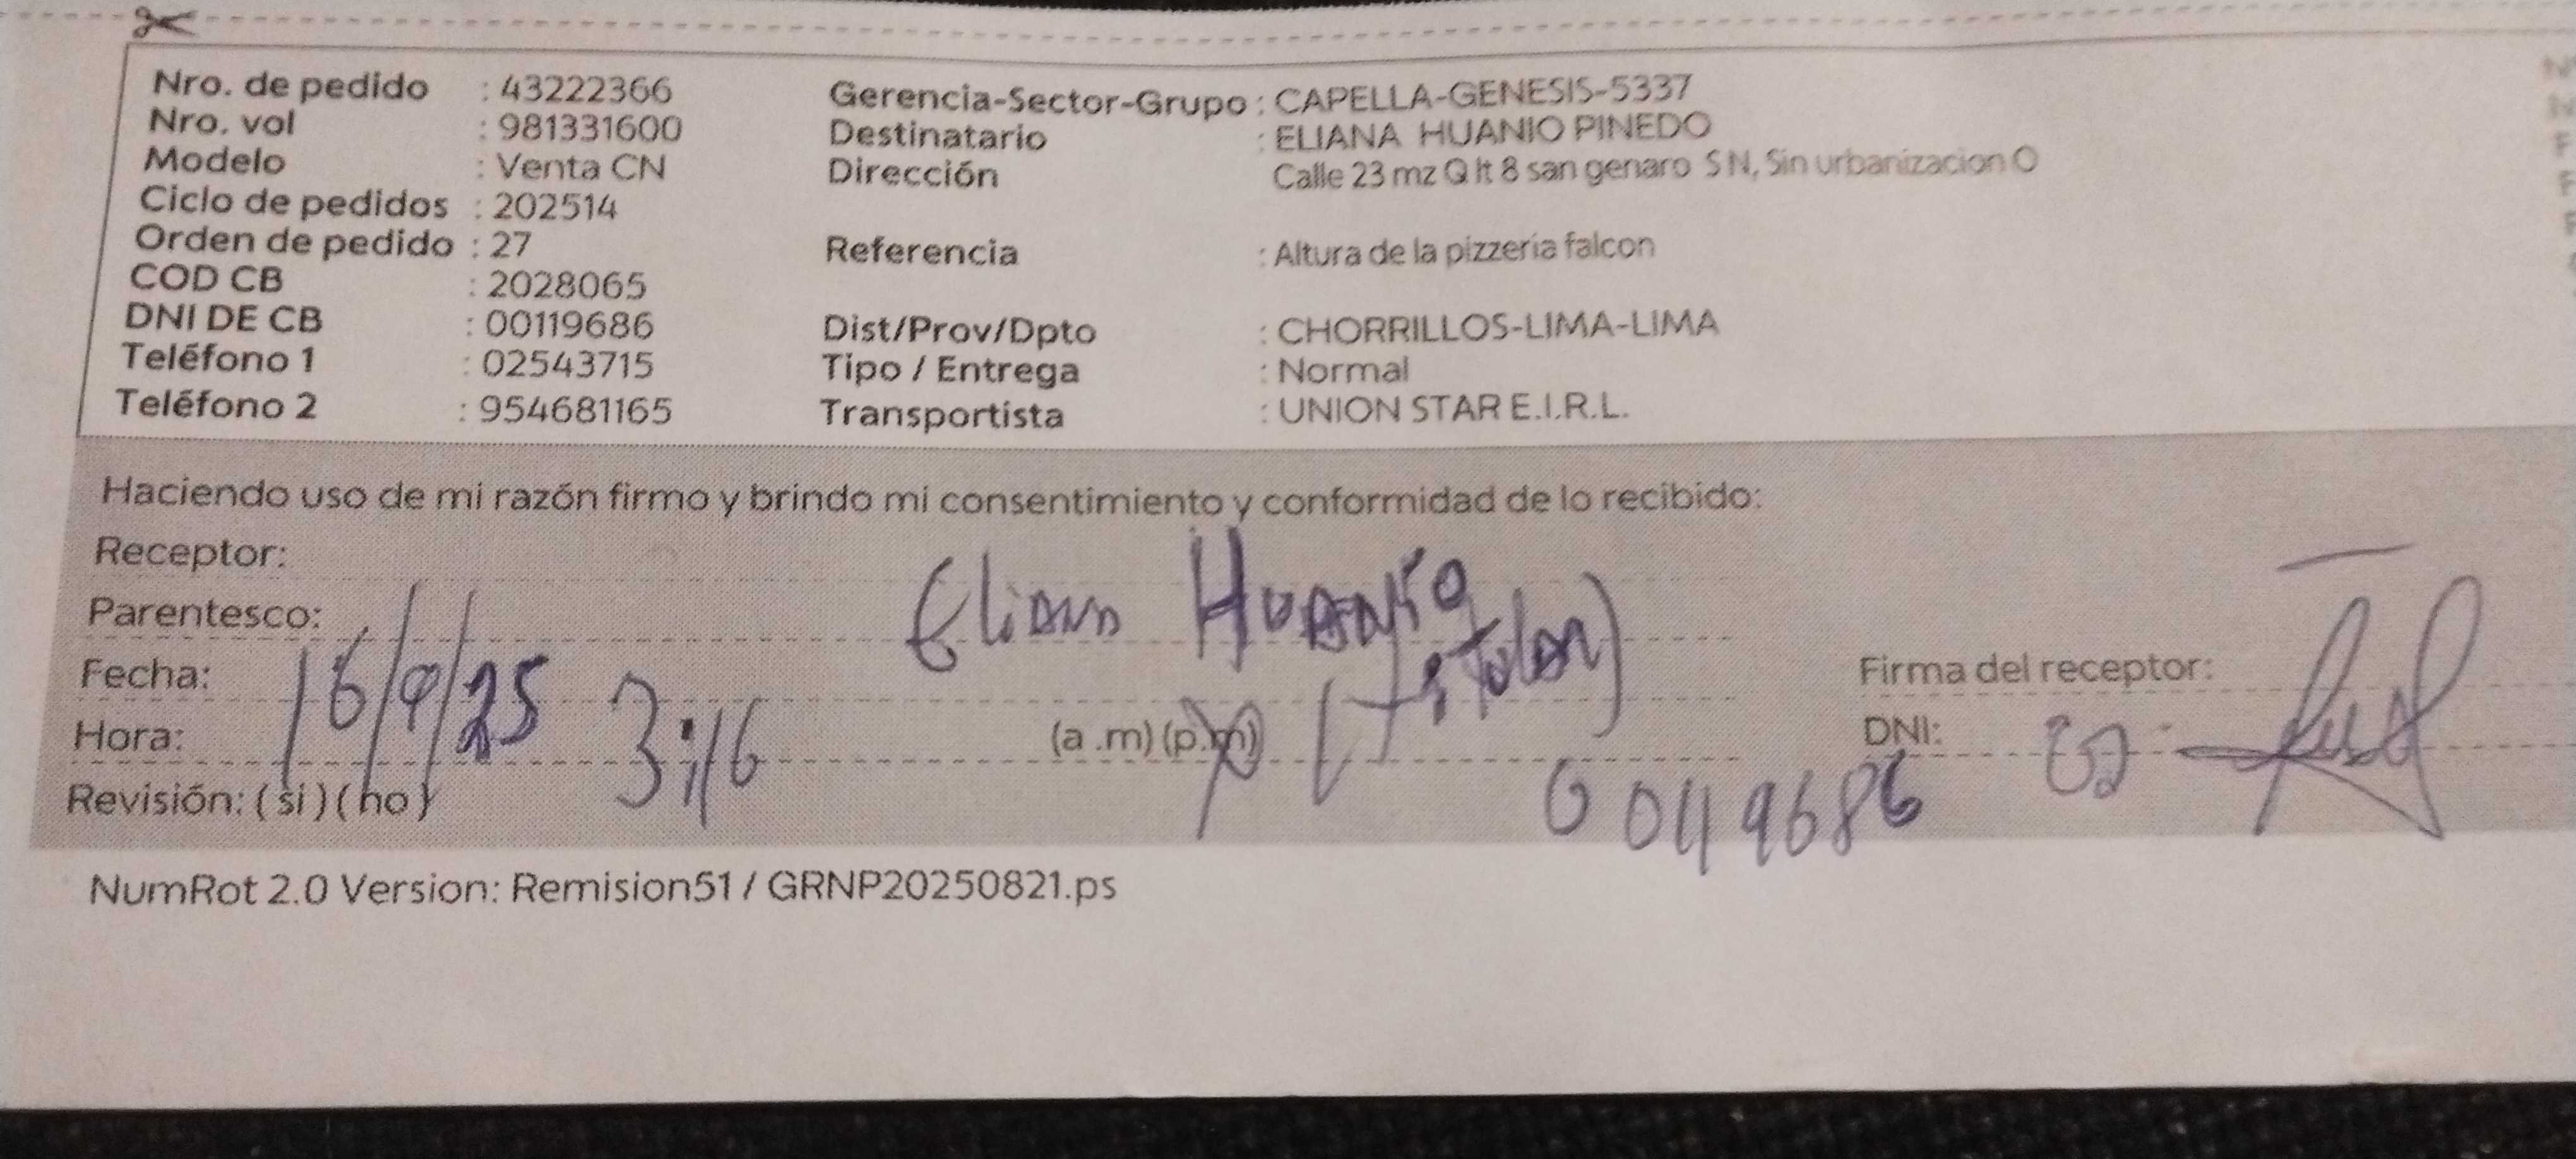 Nro. de pedido : 43222366
Nro. vol : 981331600
Modelo : Venta CN
Ciclo de pedidos : 202514
Orden de pedido : 27
COD CB : 2028065
DNI DE CB : 00119686
Teléfono 1 : 02543715
Teléfono 2 : 954681165
Gerencia-Sector-Grupo : CAPELLA-GENESIS-5337
Destinatario : ELIANA HUANIO PINEDO
Dirección Calle 23 mz Q lt 8 san genaro S N, Sin urbanizacion O
Referencia : Altura de la pizzeria falcon
Dist/Prov/Dpto : CHORRILLOS-LIMA-LIMA
Tipo / Entrega : Normal
Transportista : UNION STAR E.I.R.L.
Haciendo uso de mi razón firmo y brindo mi consentimiento y conformidad de lo recibido:
Receptor: Eliana Huanio
Parentesco: (titular)
Fecha: 16/9/25
Hora: 3:16 (a .m) (p.m)
Revisión: ( si ) ( no )
Firma del receptor:
DNI: 00119686
NumRot 2.0 Version: Remision51 / GRNP20250821.ps